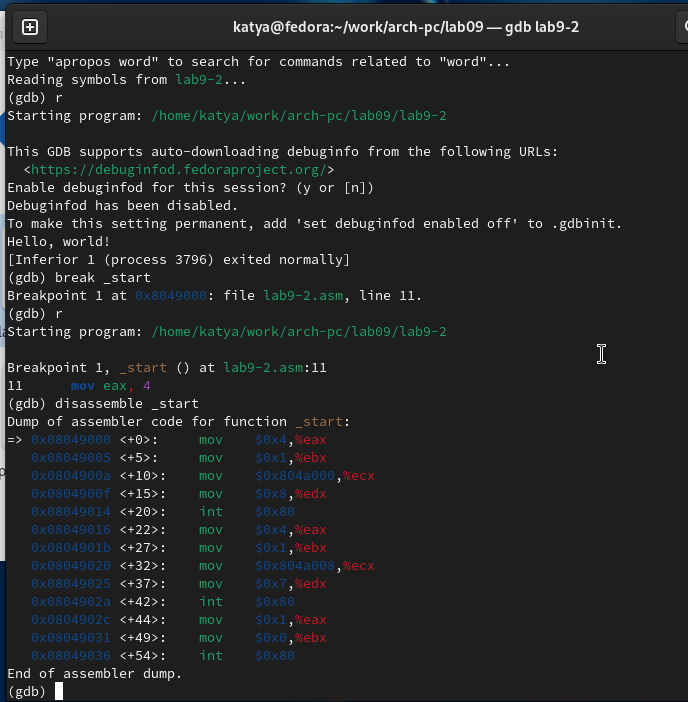 katya@fedora:~/work/arch-pc/lab09 — gdb lab9-2
Type "apropos word" to search for commands related to "word"...
Reading symbols from lab9-2...
(gdb) r
Starting program: /home/katya/work/arch-pc/lab09/lab9-2
This GDB supports auto-downloading debuginfo from the following URLs:
  <https://debuginfod.fedoraproject.org/>
Enable debuginfod for this session? (y or [n])
Debuginfod has been disabled.
To make this setting permanent, add 'set debuginfod enabled off' to .gdbinit.
Hello, world!
[Inferior 1 (process 3796) exited normally]
(gdb) break _start
Breakpoint 1 at 0x8049000: file lab9-2.asm, line 11.
(gdb) r
Starting program: /home/katya/work/arch-pc/lab09/lab9-2
Breakpoint 1, _start () at lab9-2.asm:11
11      mov eax, 4
(gdb) disassemble _start
Dump of assembler code for function _start:
=> 0x08049000 <+0>:     mov    $0x4,%eax
   0x08049005 <+5>:     mov    $0x1,%ebx
   0x0804900a <+10>:    mov    $0x804a000,%ecx
   0x0804900f <+15>:    mov    $0x8,%edx
   0x08049014 <+20>:    int    $0x80
   0x08049016 <+22>:    mov    $0x4,%eax
   0x0804901b <+27>:    mov    $0x1,%ebx
   0x08049020 <+32>:    mov    $0x804a008,%ecx
   0x08049025 <+37>:    mov    $0x7,%edx
   0x0804902a <+42>:    int    $0x80
   0x0804902c <+44>:    mov    $0x1,%eax
   0x08049031 <+49>:    mov    $0x0,%ebx
   0x08049036 <+54>:    int    $0x80
End of assembler dump.
(gdb)